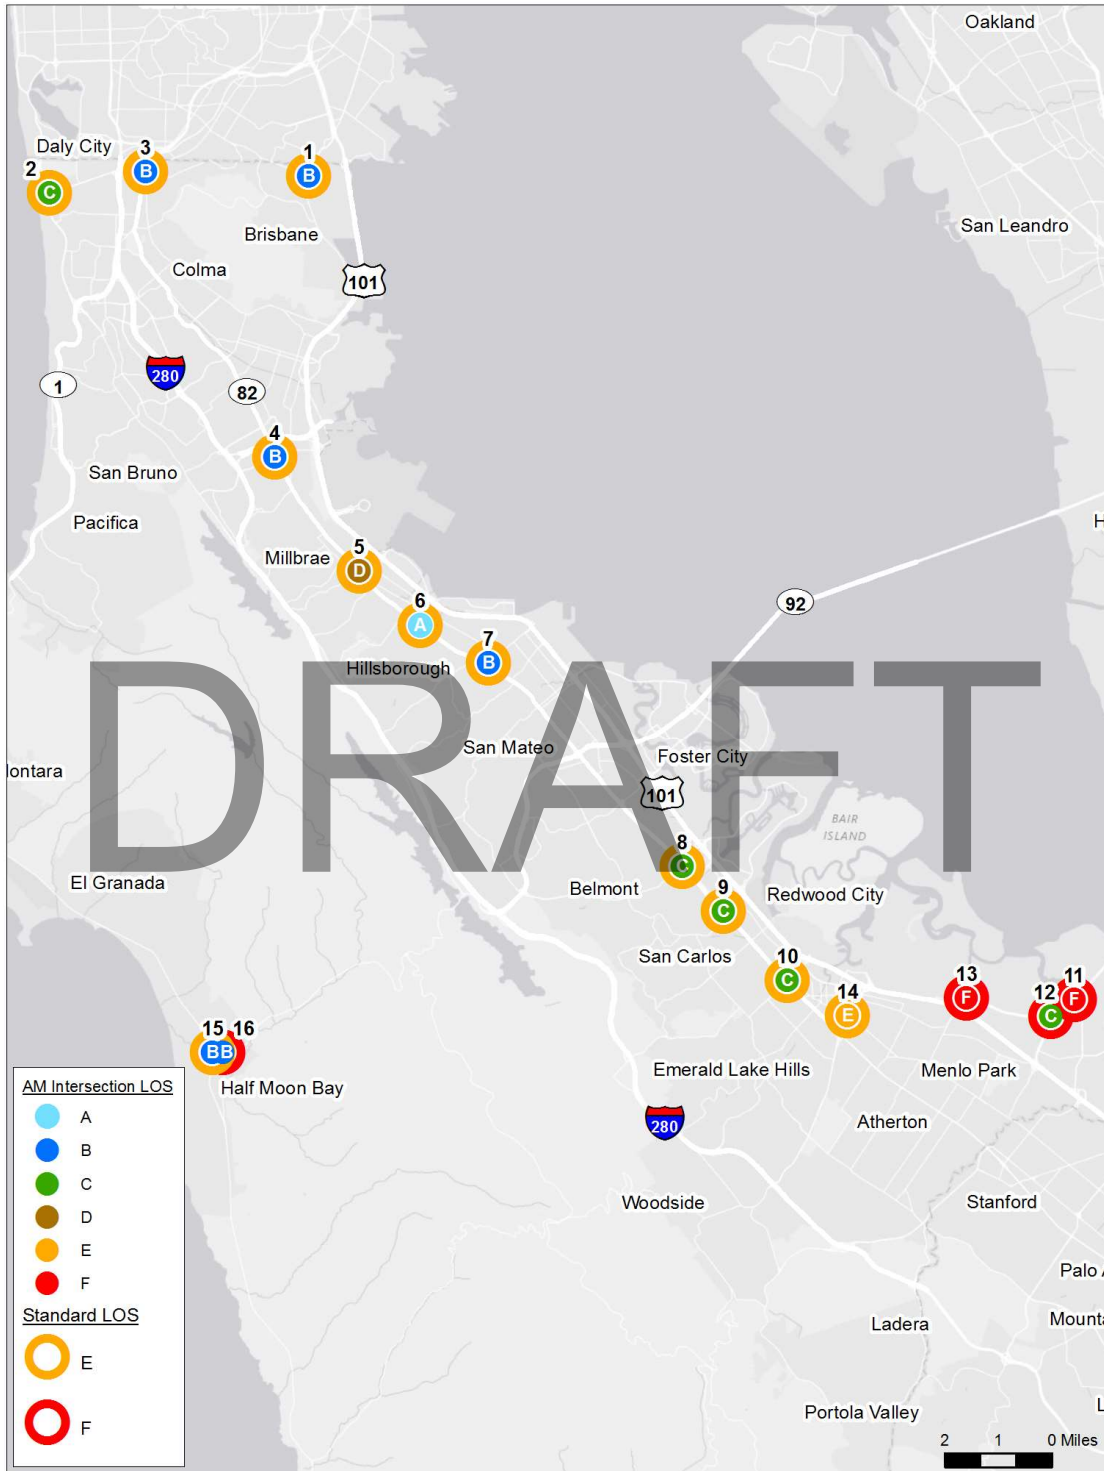 Oakland
Daly City
3
1
2
B
B
C
San Leandro
Brisbane
Colma
101
280
1
82
4
B
San Bruno
Pacifica
H
5
Millbrae
D
6
92
A
7
B
Hillsborough
DRAFT
San Mateo
Foster City
Montara
101
BAIR
ISLAND
8
C
El Granada
Belmont
9
Redwood City
C
San Carlos
10
C
13
11
14
F
12
F
E
C
15
16
B
B
Emerald Lake Hills
Menlo Park
Half Moon Bay
280
Atherton
AM Intersection LOS
A
B
C
D
E
F
Standard LOS
E
F
Woodside
Stanford
Palo A
Mounta
Ladera
L
Portola Valley
2 1 0 Miles